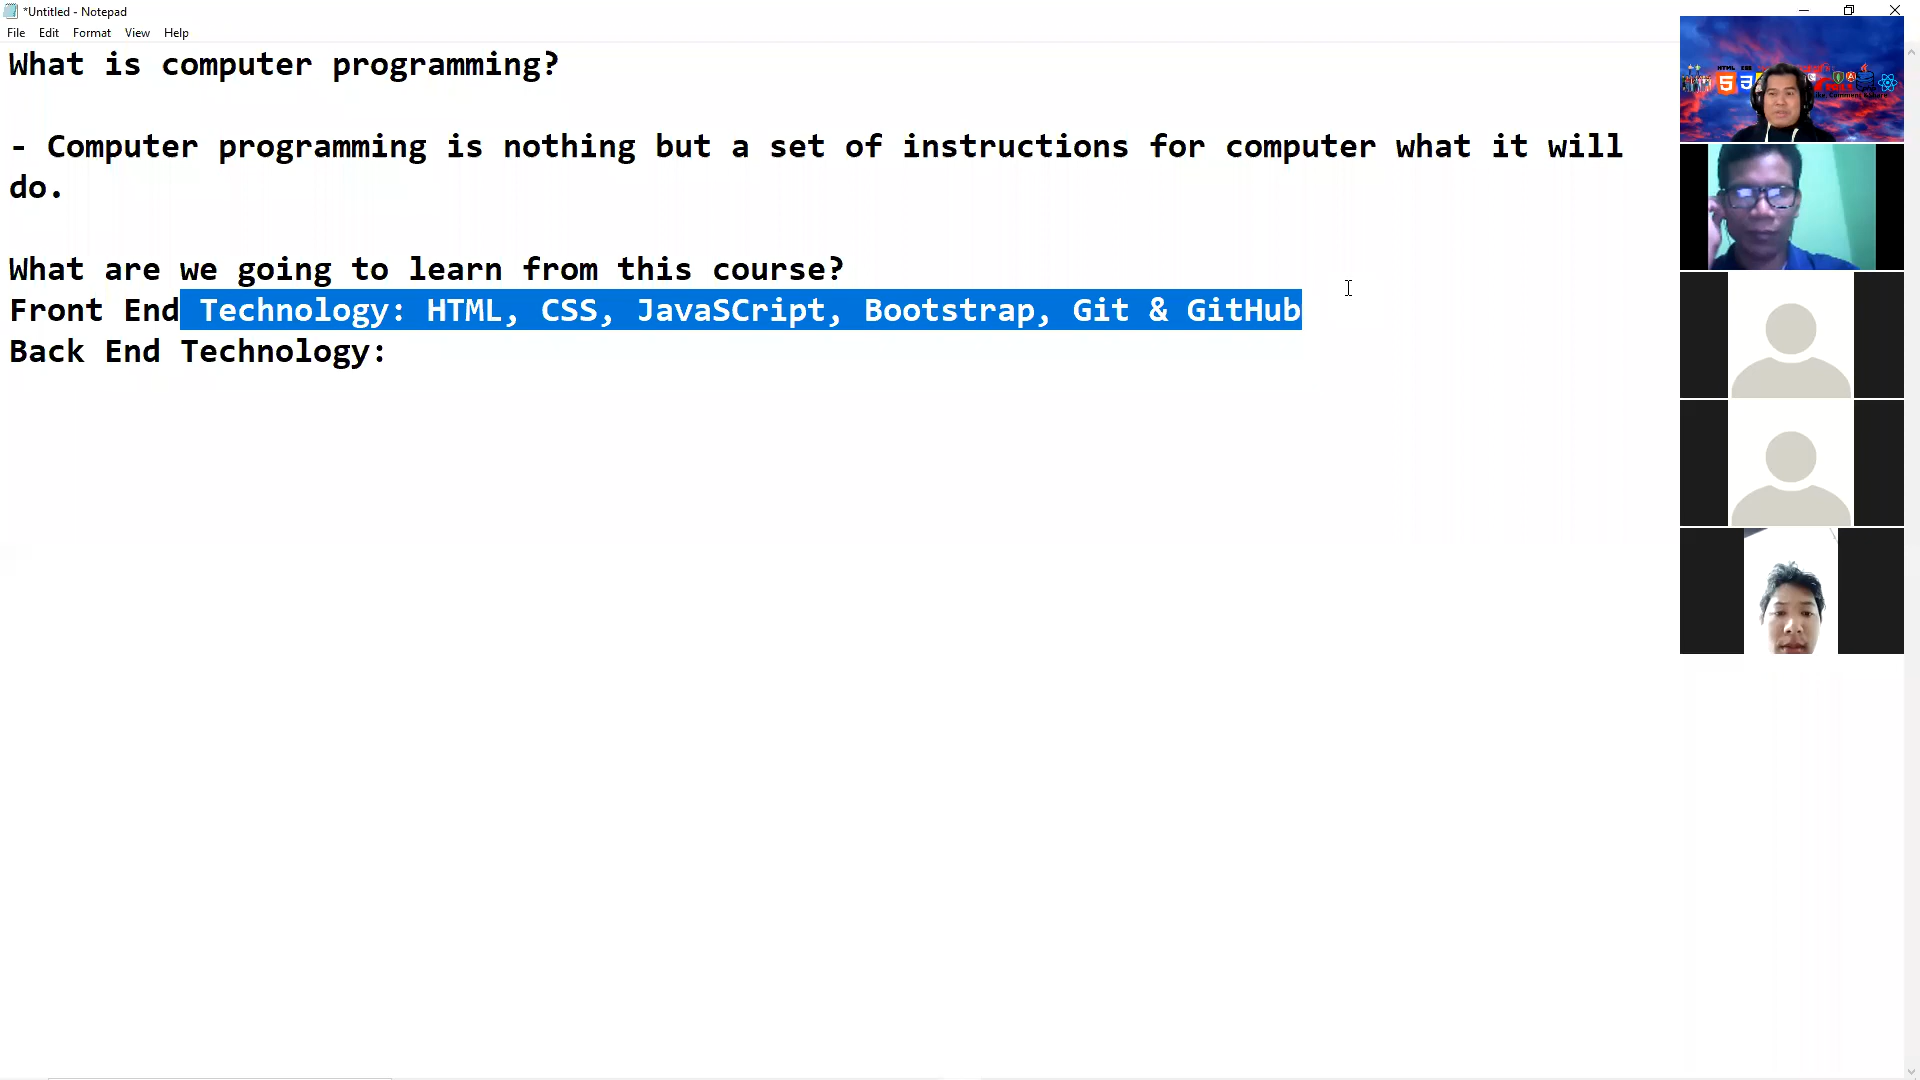 *Untitled - Notepad
File Edit Format View Help
What is computer programming?
- Computer programming is nothing but a set of instructions for computer what it will
do.
What are we going to learn from this course?
Front End Technology: HTML, CSS, JavaSCript, Bootstrap, Git & GitHub
Back End Technology: